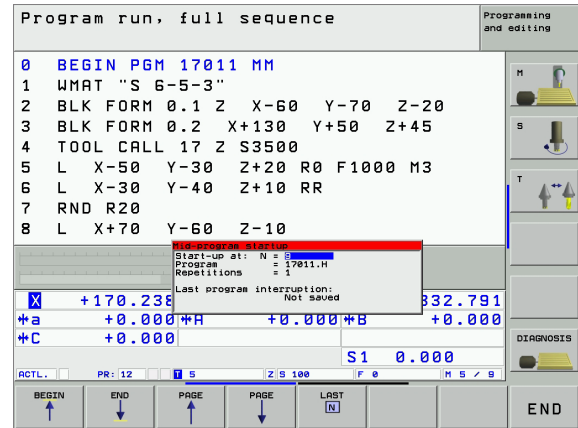 Program run, full sequence
Programming
and editing
0 BEGIN PGM 17011 MM
1 WMAT "S 6-5-3"
2 BLK FORM 0.1 Z X-60 Y-70 Z-20
3 BLK FORM 0.2 X+130 Y+50 Z+45
4 TOOL CALL 17 Z S3500
5 L X-50 Y-30 Z+20 R0 F1000 M3
6 L X-30 Y-40 Z+10 RR
7 RND R20
8 L X+70 Y-60 Z-10
Mid-program startup
Start-up at: N = 9
Program = 17011.H
Repetitions = 1
Last program interruption:
Not saved
X +170.238 332.791
a +0.000 A +0.000 B +0.000
C +0.000
S1 0.000
ACTL. PR: 12 T 5 Z S 100 F 0 M 5 / 9
M
S
T
DIAGNOSIS
BEGIN END PAGE PAGE LAST
N
END